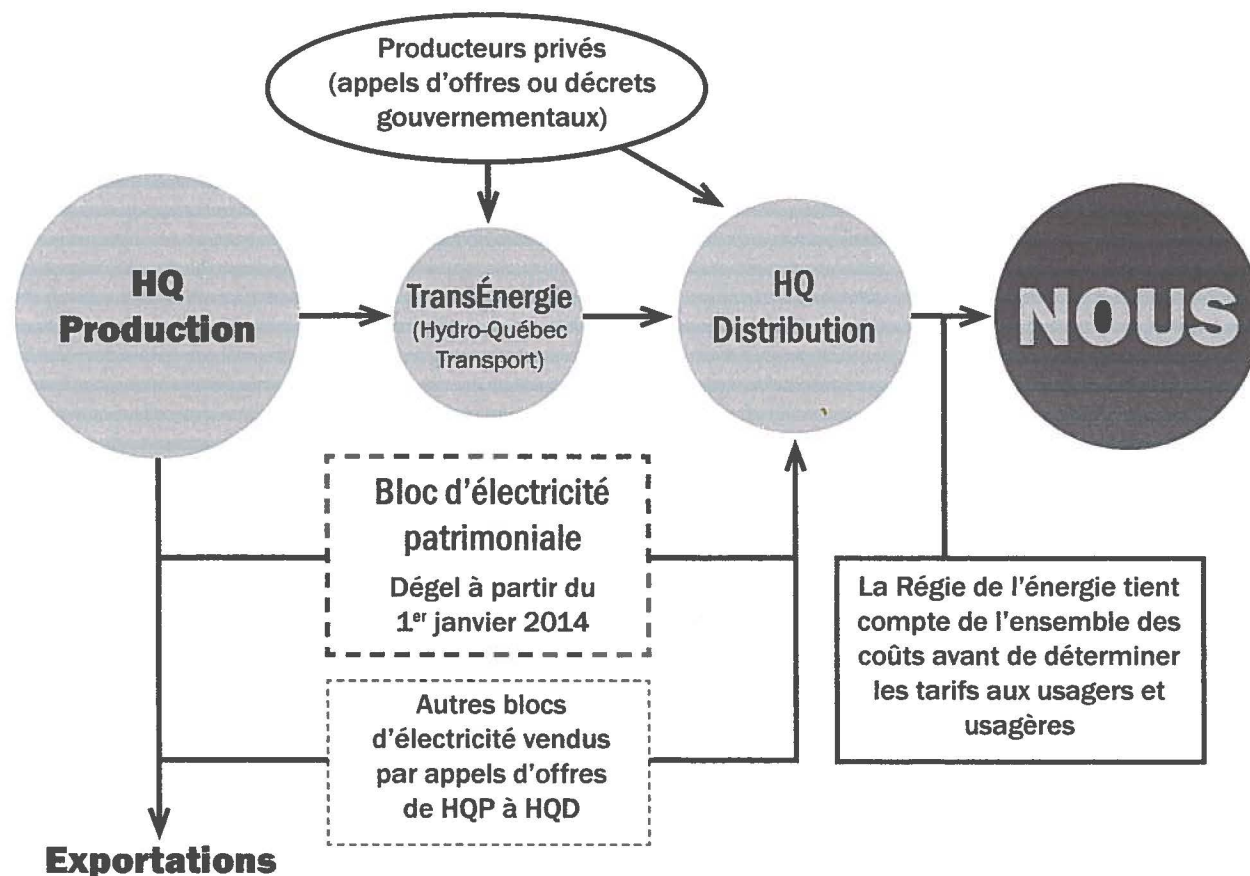 Producteurs privés
(appels d'offres ou décrets
gouvernementaux)
HQ
Production
TransÉnergie
(Hydro-Québec
Transport)
HQ
Distribution
NOUS
Bloc d'électricité
patrimoniale
Dégel à partir du
1er janvier 2014
Autres blocs
d'électricité vendus
par appels d'offres
de HQP à HQD
La Régie de l'énergie tient
compte de l'ensemble des
coûts avant de déterminer
les tarifs aux usagers et
usagères
Exportations